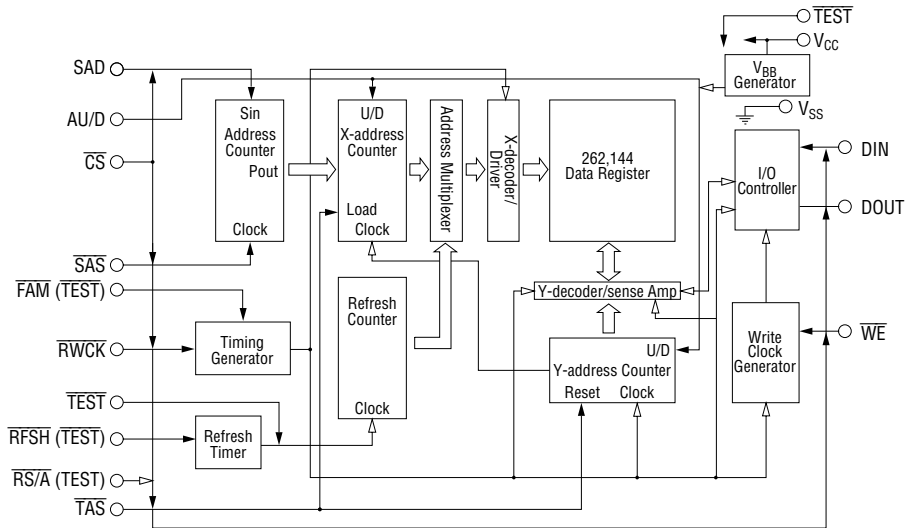 TEST
VCC
SAD
VBB
Generator
VSS
AU/D
Sin
Address
Counter
Pout
Clock
U/D
X-address
Counter
Load
Clock
Address Multiplexer
X-decoder/
Driver
262,144
Data Register
I/O
Controller
DIN
DOUT
CS
SAS
FAM (TEST)
Refresh
Counter
Clock
Y-decoder/sense Amp
RWCK
Timing
Generator
U/D
Y-address Counter
Reset Clock
Write
Clock
Generator
WE
TEST
RFSH (TEST)
Refresh
Timer
RS/A (TEST)
TAS